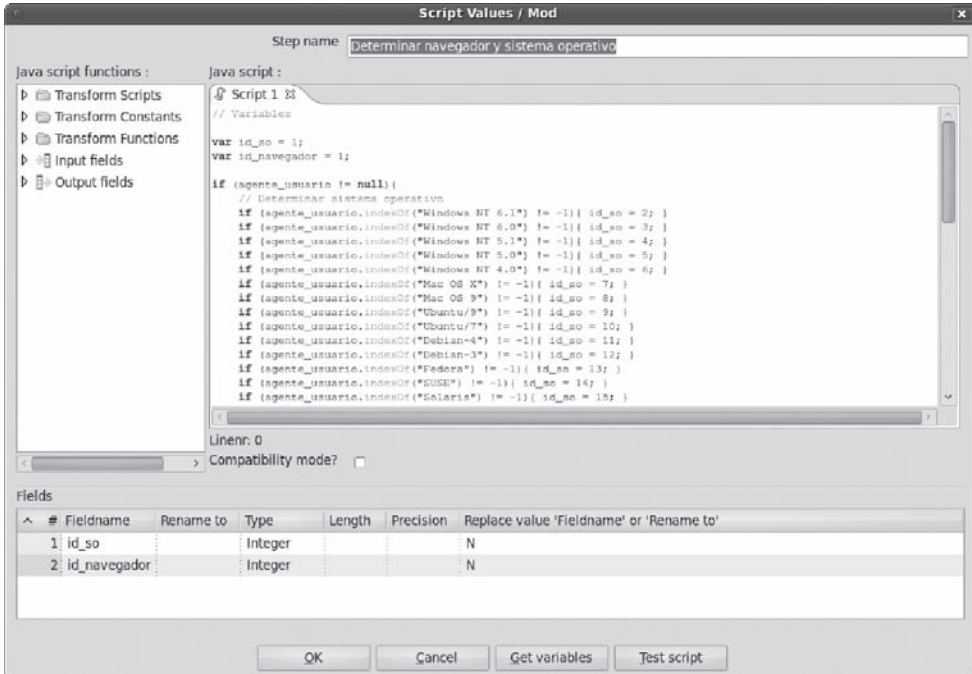 Script Values / Mod
Step name Determinar navegador y sistema operativo
Java script functions :
Java script :
Transform Scripts
Transform Constants
Transform Functions
Input fields
Output fields
Script 1
// Variables
var id_so = 1;
var id_navegador = 1;
if (agente_usuario != null){
// Determinar sistema operativo
if (agente_usuario.indexOf("Windows NT 6.1") != -1){ id_so = 2; }
if (agente_usuario.indexOf("Windows NT 6.0") != -1){ id_so = 3; }
if (agente_usuario.indexOf("Windows NT 5.1") != -1){ id_so = 4; }
if (agente_usuario.indexOf("Windows NT 5.0") != -1){ id_so = 5; }
if (agente_usuario.indexOf("Windows NT 4.0") != -1){ id_so = 6; }
if (agente_usuario.indexOf("Mac OS X") != -1){ id_so = 7; }
if (agente_usuario.indexOf("Mac OS 9") != -1){ id_so = 8; }
if (agente_usuario.indexOf("Ubuntu/9") != -1){ id_so = 9; }
if (agente_usuario.indexOf("Ubuntu/7") != -1){ id_so = 10; }
if (agente_usuario.indexOf("Debian-4") != -1){ id_so = 11; }
if (agente_usuario.indexOf("Debian-3") != -1){ id_so = 12; }
if (agente_usuario.indexOf("Fedora") != -1){ id_so = 13; }
if (agente_usuario.indexOf("SUSE") != -1){ id_so = 14; }
if (agente_usuario.indexOf("Solaris") != -1){ id_so = 15; }
Linenr: 0
Compatibility mode?
Fields
# Fieldname Rename to Type Length Precision Replace value 'Fieldname' or 'Rename to'
1 id_so Integer N
2 id_navegador Integer N
OK Cancel Get variables Test script